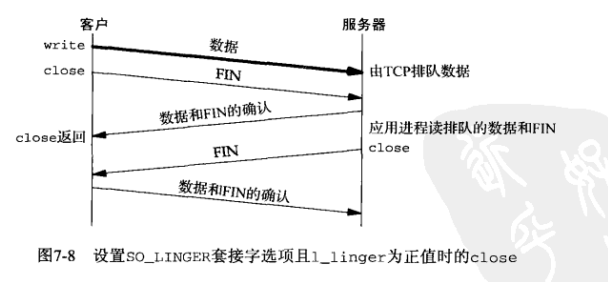 客户 服务器
write 数据
由TCP排队数据
close FIN
数据和FIN的确认
应用进程读排队的数据和FIN
close返回 FIN close
数据和FIN的确认
图7-8 设置SO_LINGER套接字选项且l_linger为正值时的close